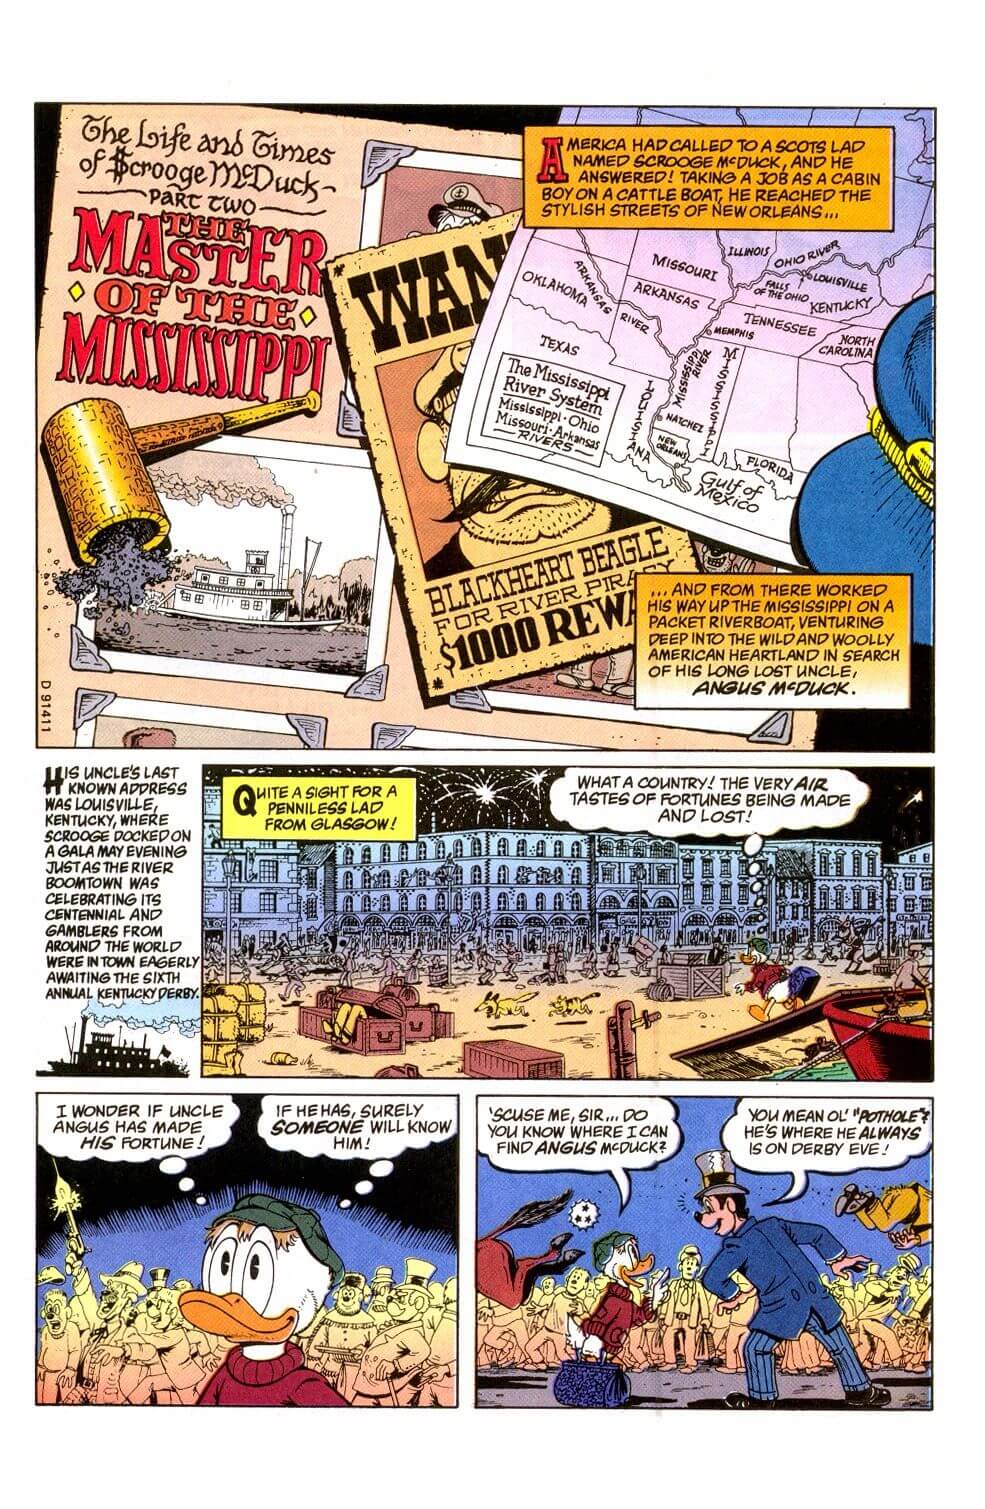 The Life and Times
of $crooge McDuck
PART TWO
THE
MASTER
OF THE
MISSISSIPPI
AMERICA HAD CALLED TO A SCOTS LAD
NAMED SCROOGE McDUCK, AND HE
ANSWERED! TAKING A JOB AS A CABIN
BOY ON A CATTLE BOAT, HE REACHED THE
STYLISH STREETS OF NEW ORLEANS...
WAN
BLACKHEART BEAGLE
FOR RIVER PIRACY
$1000 REWA
OKLAHOMA
ARKANSAS
RIVER
MISSOURI
ARKANSAS
TEXAS
ILLINOIS
OHIO RIVER
LOUISVILLE
FALLS
OF THE OHIO
KENTUCKY
TENNESSEE
MEMPHIS
NORTH
CAROLINA
MISSISSIPPI
RIVER
MISSISSIPPI
LOUISIANA
NATCHEZ
NEW
ORLEANS
FLORIDA
Gulf of
Mexico
The Mississippi
River System
Mississippi · Ohio
Missouri · Arkansas
RIVERS
...AND FROM THERE WORKED
HIS WAY UP THE MISSISSIPPI ON A
PACKET RIVERBOAT, VENTURING
DEEP INTO THE WILD AND WOOLLY
AMERICAN HEARTLAND IN SEARCH
OF HIS LONG LOST UNCLE,
ANGUS McDUCK.
D 91411
HIS UNCLE'S LAST
KNOWN ADDRESS
WAS LOUISVILLE,
KENTUCKY, WHERE
SCROOGE DOCKED ON
A GALA MAY EVENING
JUST AS THE RIVER
BOOMTOWN WAS
CELEBRATING ITS
CENTENNIAL AND
GAMBLERS FROM
AROUND THE WORLD
WERE IN TOWN EAGERLY
AWAITING THE SIXTH
ANNUAL KENTUCKY DERBY.
QUITE A SIGHT FOR A
PENNILESS LAD
FROM GLASGOW!
WHAT A COUNTRY! THE VERY AIR
TASTES OF FORTUNES BEING MADE
AND LOST!
I WONDER IF UNCLE
ANGUS HAS MADE
HIS FORTUNE!
IF HE HAS, SURELY
SOMEONE WILL KNOW
HIM!
'SCUSE ME, SIR... DO
YOU KNOW WHERE I CAN
FIND ANGUS McDUCK?
YOU MEAN OL' "POTHOLE"?
HE'S WHERE HE ALWAYS
IS ON DERBY EVE!